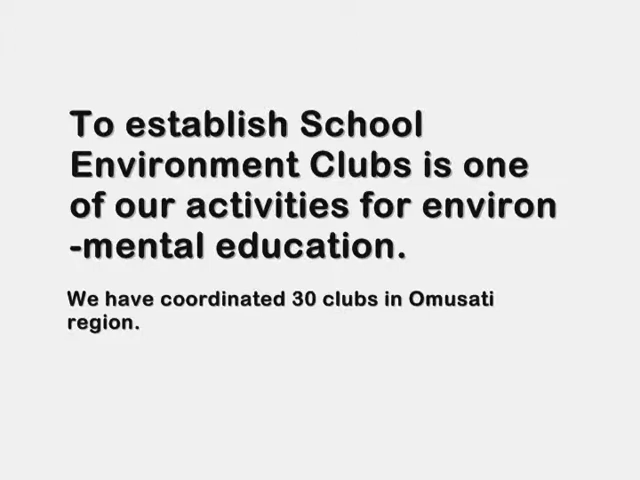 To establish School
Environment Clubs is one
of our activities for environ
-mental education.
We have coordinated 30 clubs in Omusati
region.